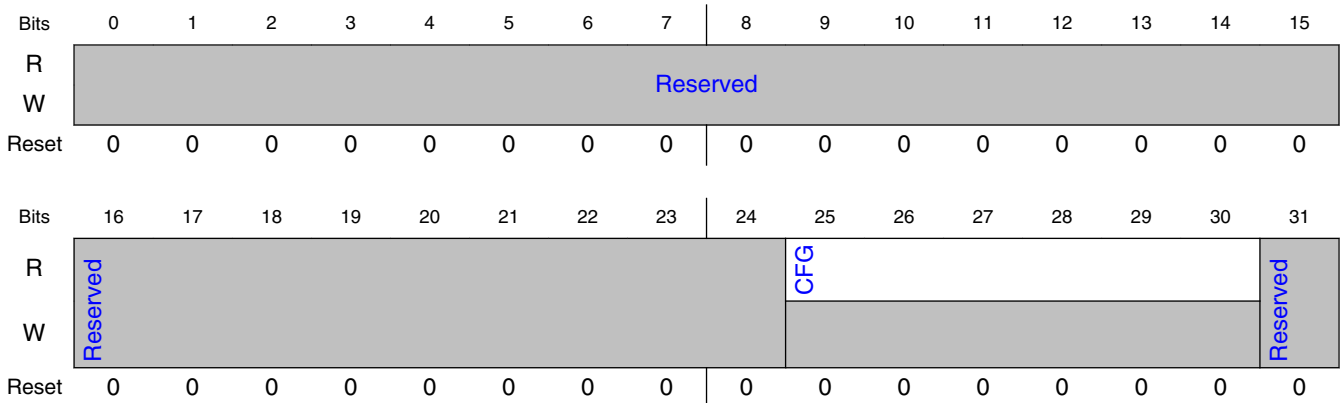 Bits 0 1 2 3 4 5 6 7 8 9 10 11 12 13 14 15
R
Reserved
W
Reset 0 0 0 0 0 0 0 0 0 0 0 0 0 0 0 0
Bits 16 17 18 19 20 21 22 23 24 25 26 27 28 29 30 31
R
Reserved
CFG
Reserved
W
Reset 0 0 0 0 0 0 0 0 0 0 0 0 0 0 0 0